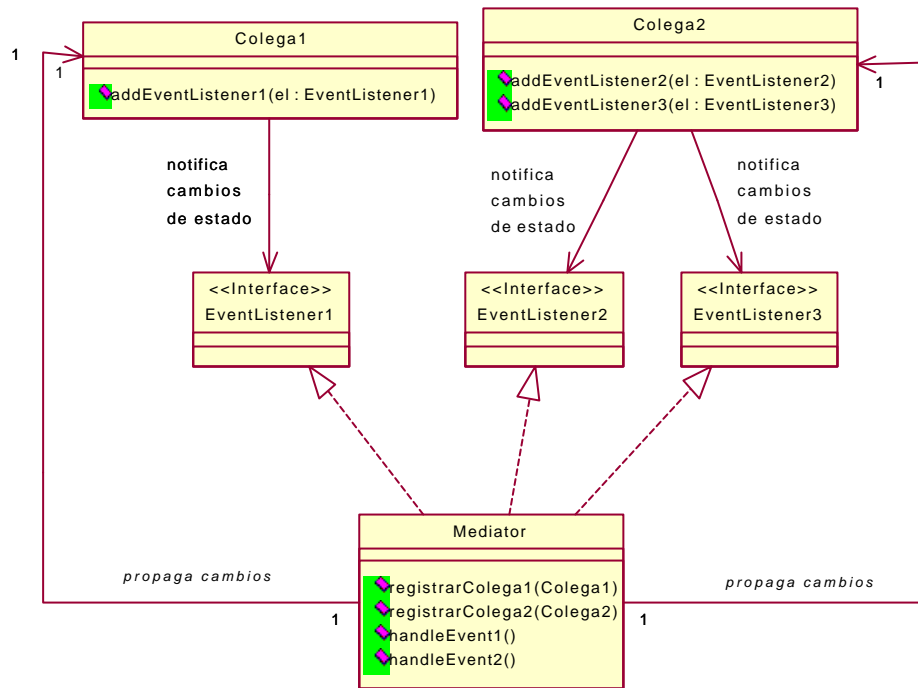 Colega1
addEventListener1(el : EventListener1)
Colega2
addEventListener2(el : EventListener2)
addEventListener3(el : EventListener3)
1
1
1
notifica
cambios
de estado
notifica
cambios
de estado
notifica
cambios
de estado
<<Interface>>
EventListener1
<<Interface>>
EventListener2
<<Interface>>
EventListener3
Mediator
registrarColega1(Colega1)
registrarColega2(Colega2)
handleEvent1()
handleEvent2()
propaga cambios
1
propaga cambios
1